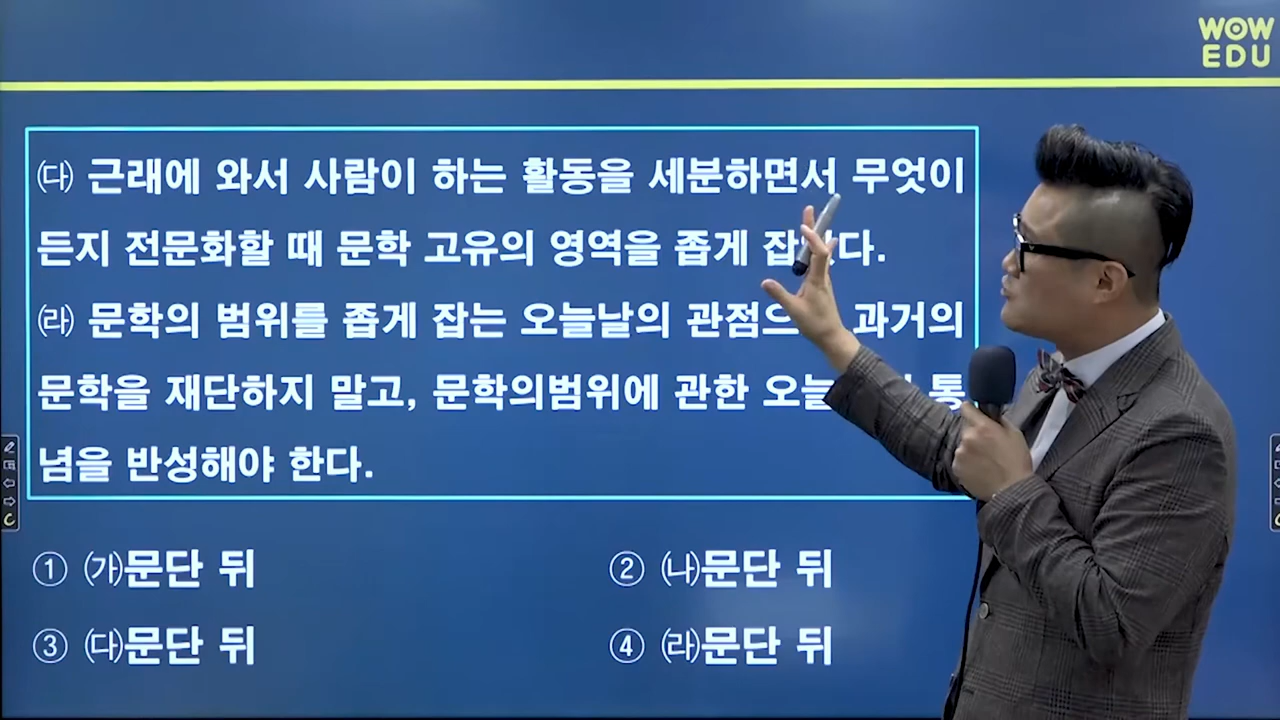 WOW
EDU
㈐ 근래에 와서 사람이 하는 활동을 세분하면서 무엇이
든지 전문화할 때 문학 고유의 영역을 좁게 잡았다.
㈑ 문학의 범위를 좁게 잡는 오늘날의 관점으로 과거의
문학을 재단하지 말고, 문학의범위에 관한 통
념을 반성해야 한다.
① ㈎문단 뒤
② ㈏문단 뒤
③ ㈐문단 뒤
④ ㈑문단 뒤